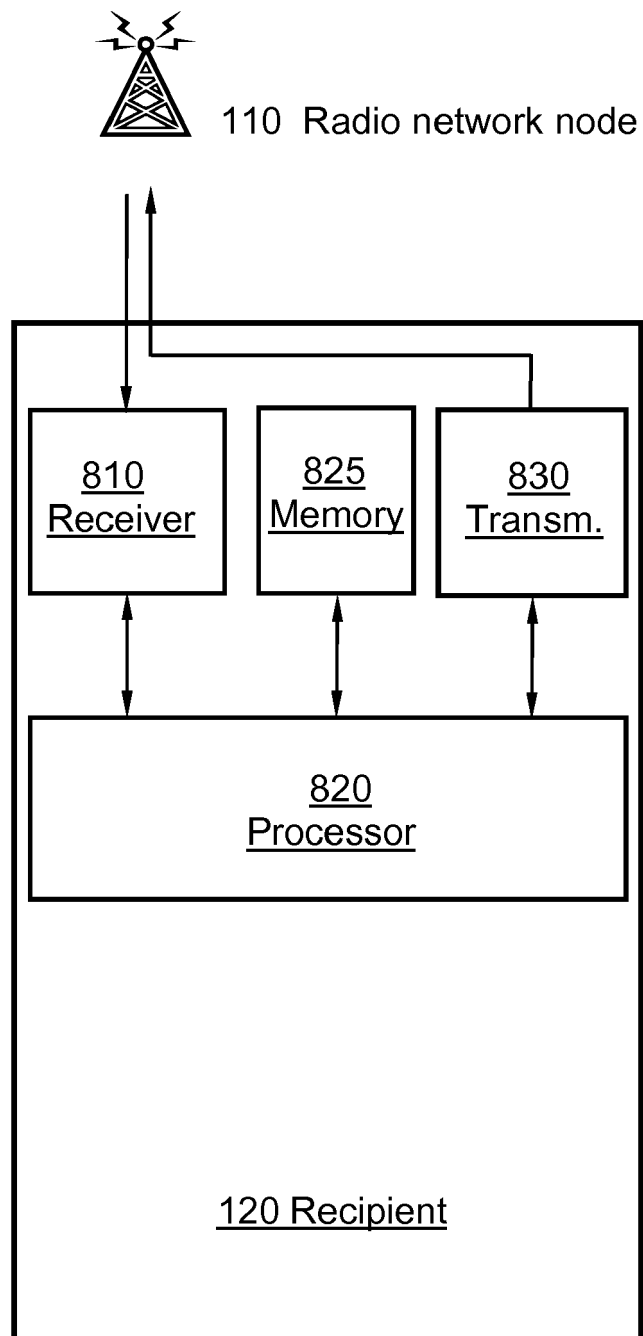 110 Radio network node
810
Receiver
825
Memory
830
Transm.
820
Processor
120 Recipient